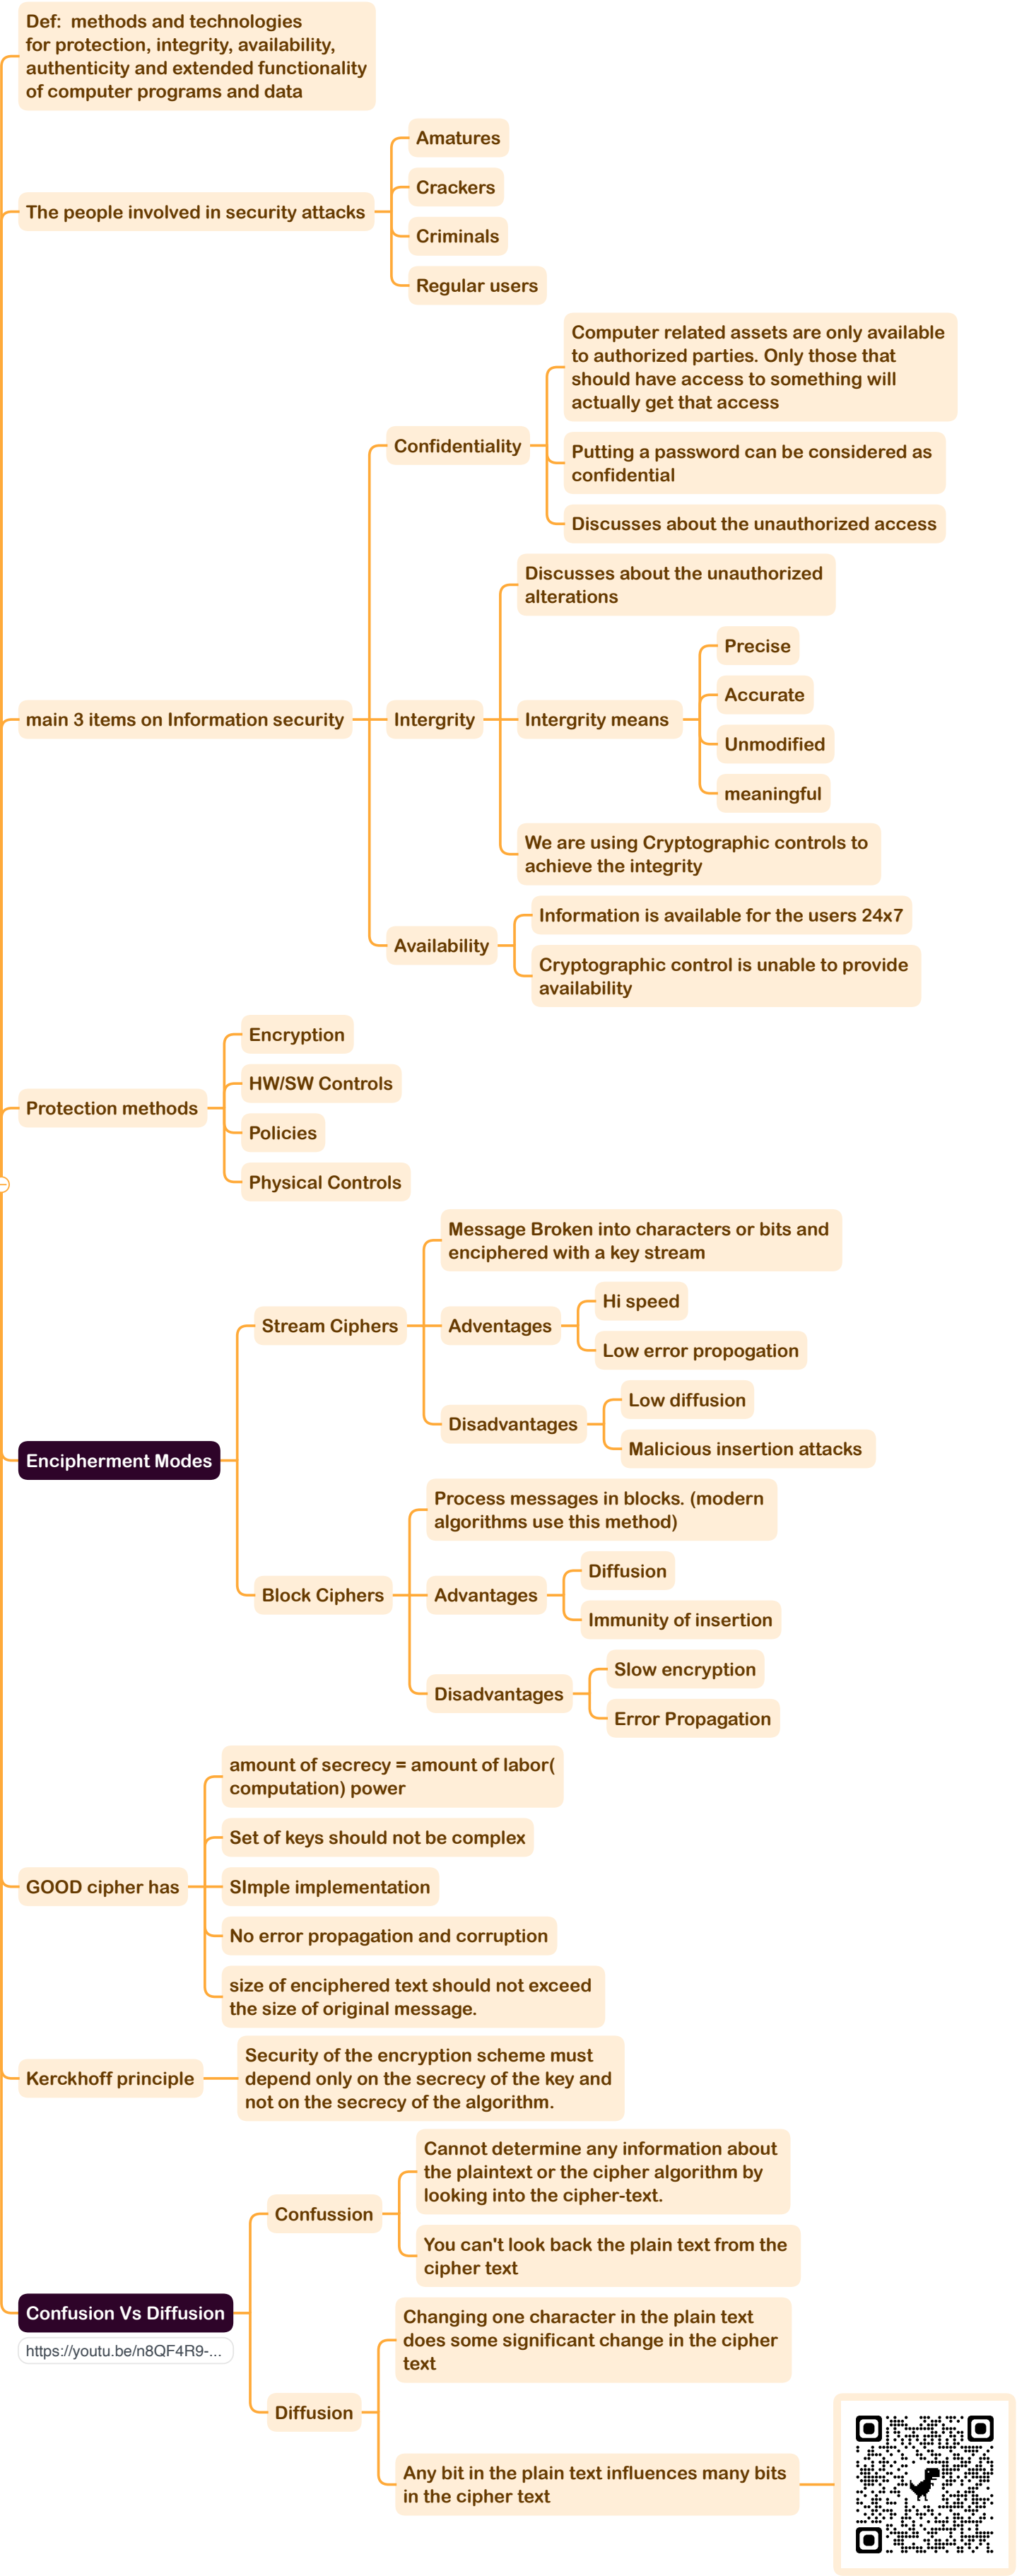 Def:  methods and technologies
for protection, integrity, availability,
authenticity and extended functionality
of computer programs and data
The people involved in security attacks
Amatures
Crackers
Criminals
Regular users
main 3 items on Information security
Confidentiality
Computer related assets are only available
to authorized parties. Only those that
should have access to something will
actually get that access
Putting a password can be considered as
confidential
Discusses about the unauthorized access
Intergrity
Discusses about the unauthorized
alterations
Intergrity means
Precise
Accurate
Unmodified
meaningful
We are using Cryptographic controls to
achieve the integrity
Availability
Information is available for the users 24x7
Cryptographic control is unable to provide
availability
Protection methods
Encryption
HW/SW Controls
Policies
Physical Controls
Encipherment Modes
Stream Ciphers
Message Broken into characters or bits and
enciphered with a key stream
Adventages
Hi speed
Low error propogation
Disadvantages
Low diffusion
Malicious insertion attacks
Block Ciphers
Process messages in blocks. (modern
algorithms use this method)
Advantages
Diffusion
Immunity of insertion
Disadvantages
Slow encryption
Error Propagation
GOOD cipher has
amount of secrecy = amount of labor(
computation) power
Set of keys should not be complex
SImple implementation
No error propagation and corruption
size of enciphered text should not exceed
the size of original message.
Kerckhoff principle
Security of the encryption scheme must
depend only on the secrecy of the key and
not on the secrecy of the algorithm.
Confusion Vs Diffusion
https://youtu.be/n8QF4R9-...
Confussion
Cannot determine any information about
the plaintext or the cipher algorithm by
looking into the cipher-text.
You can't look back the plain text from the
cipher text
Diffusion
Changing one character in the plain text
does some significant change in the cipher
text
Any bit in the plain text influences many bits
in the cipher text